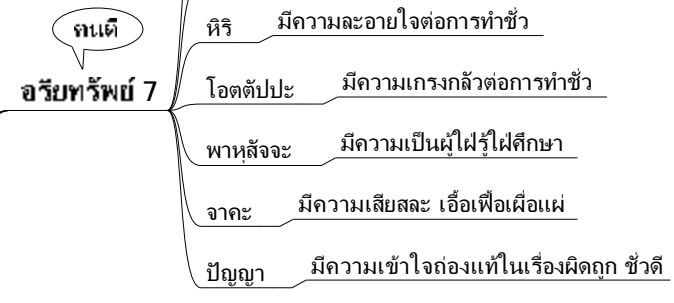 คนดี
อริยทรัพย์ 7
หิริ
มีความละอายใจต่อการทำชั่ว
โอตตัปปะ
มีความเกรงกลัวต่อการทำชั่ว
พาหุสัจจะ
มีความเป็นผู้ใฝ่รู้ใฝ่ศึกษา
จาคะ
มีความเสียสละ เอื้อเฟื้อเผื่อแผ่
ปัญญา
มีความเข้าใจถ่องแท้ในเรื่องผิดถูก ชั่วดี